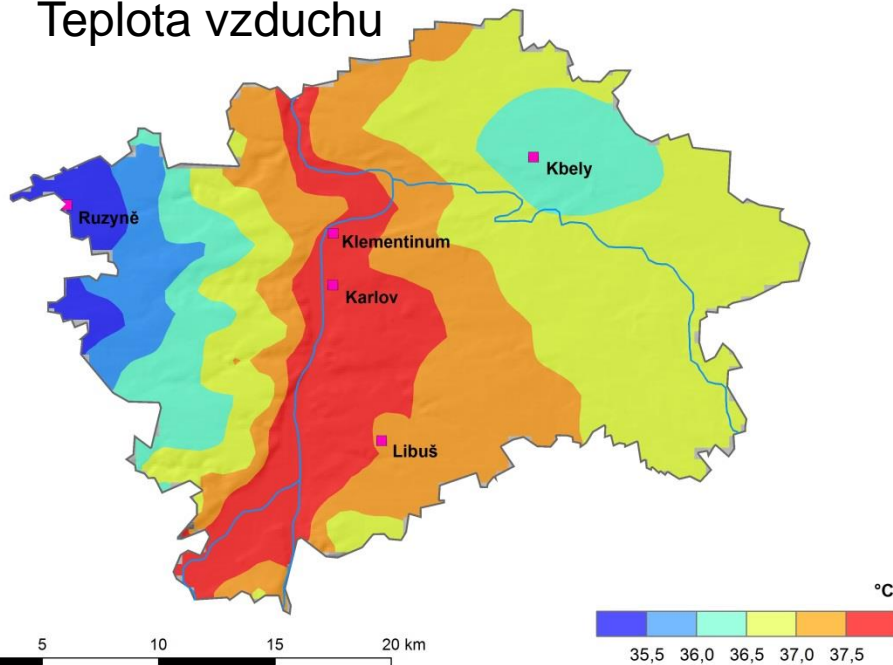 Teplota vzduchu
Kbely
Ruzyně
Klementinum
Karlov
Libuš
°C
5 10 15 20 km
35,5 36,0 36,5 37,0 37,5